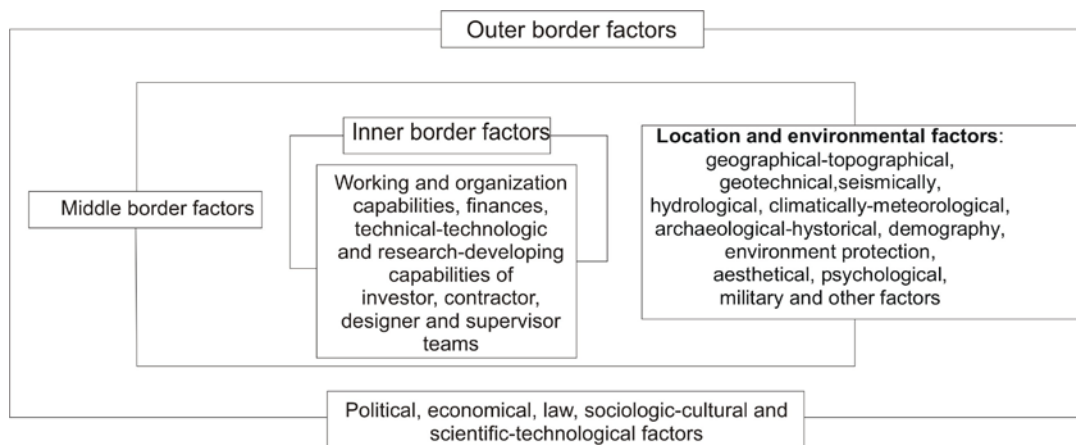 Outer border factors
Inner border factors
Middle border factors
Working and organization
capabilities, finances,
technical-technologic
and research-developing
capabilities of
investor, contractor,
designer and supervisor
teams
Location and environmental factors:
geographical-topographical,
geotechnical,seismically,
hydrological, climatically-meteorological,
archaeological-hystorical, demography,
environment protection,
aesthetical, psychological,
military and other factors
Political, economical, law, sociologic-cultural and
scientific-technological factors